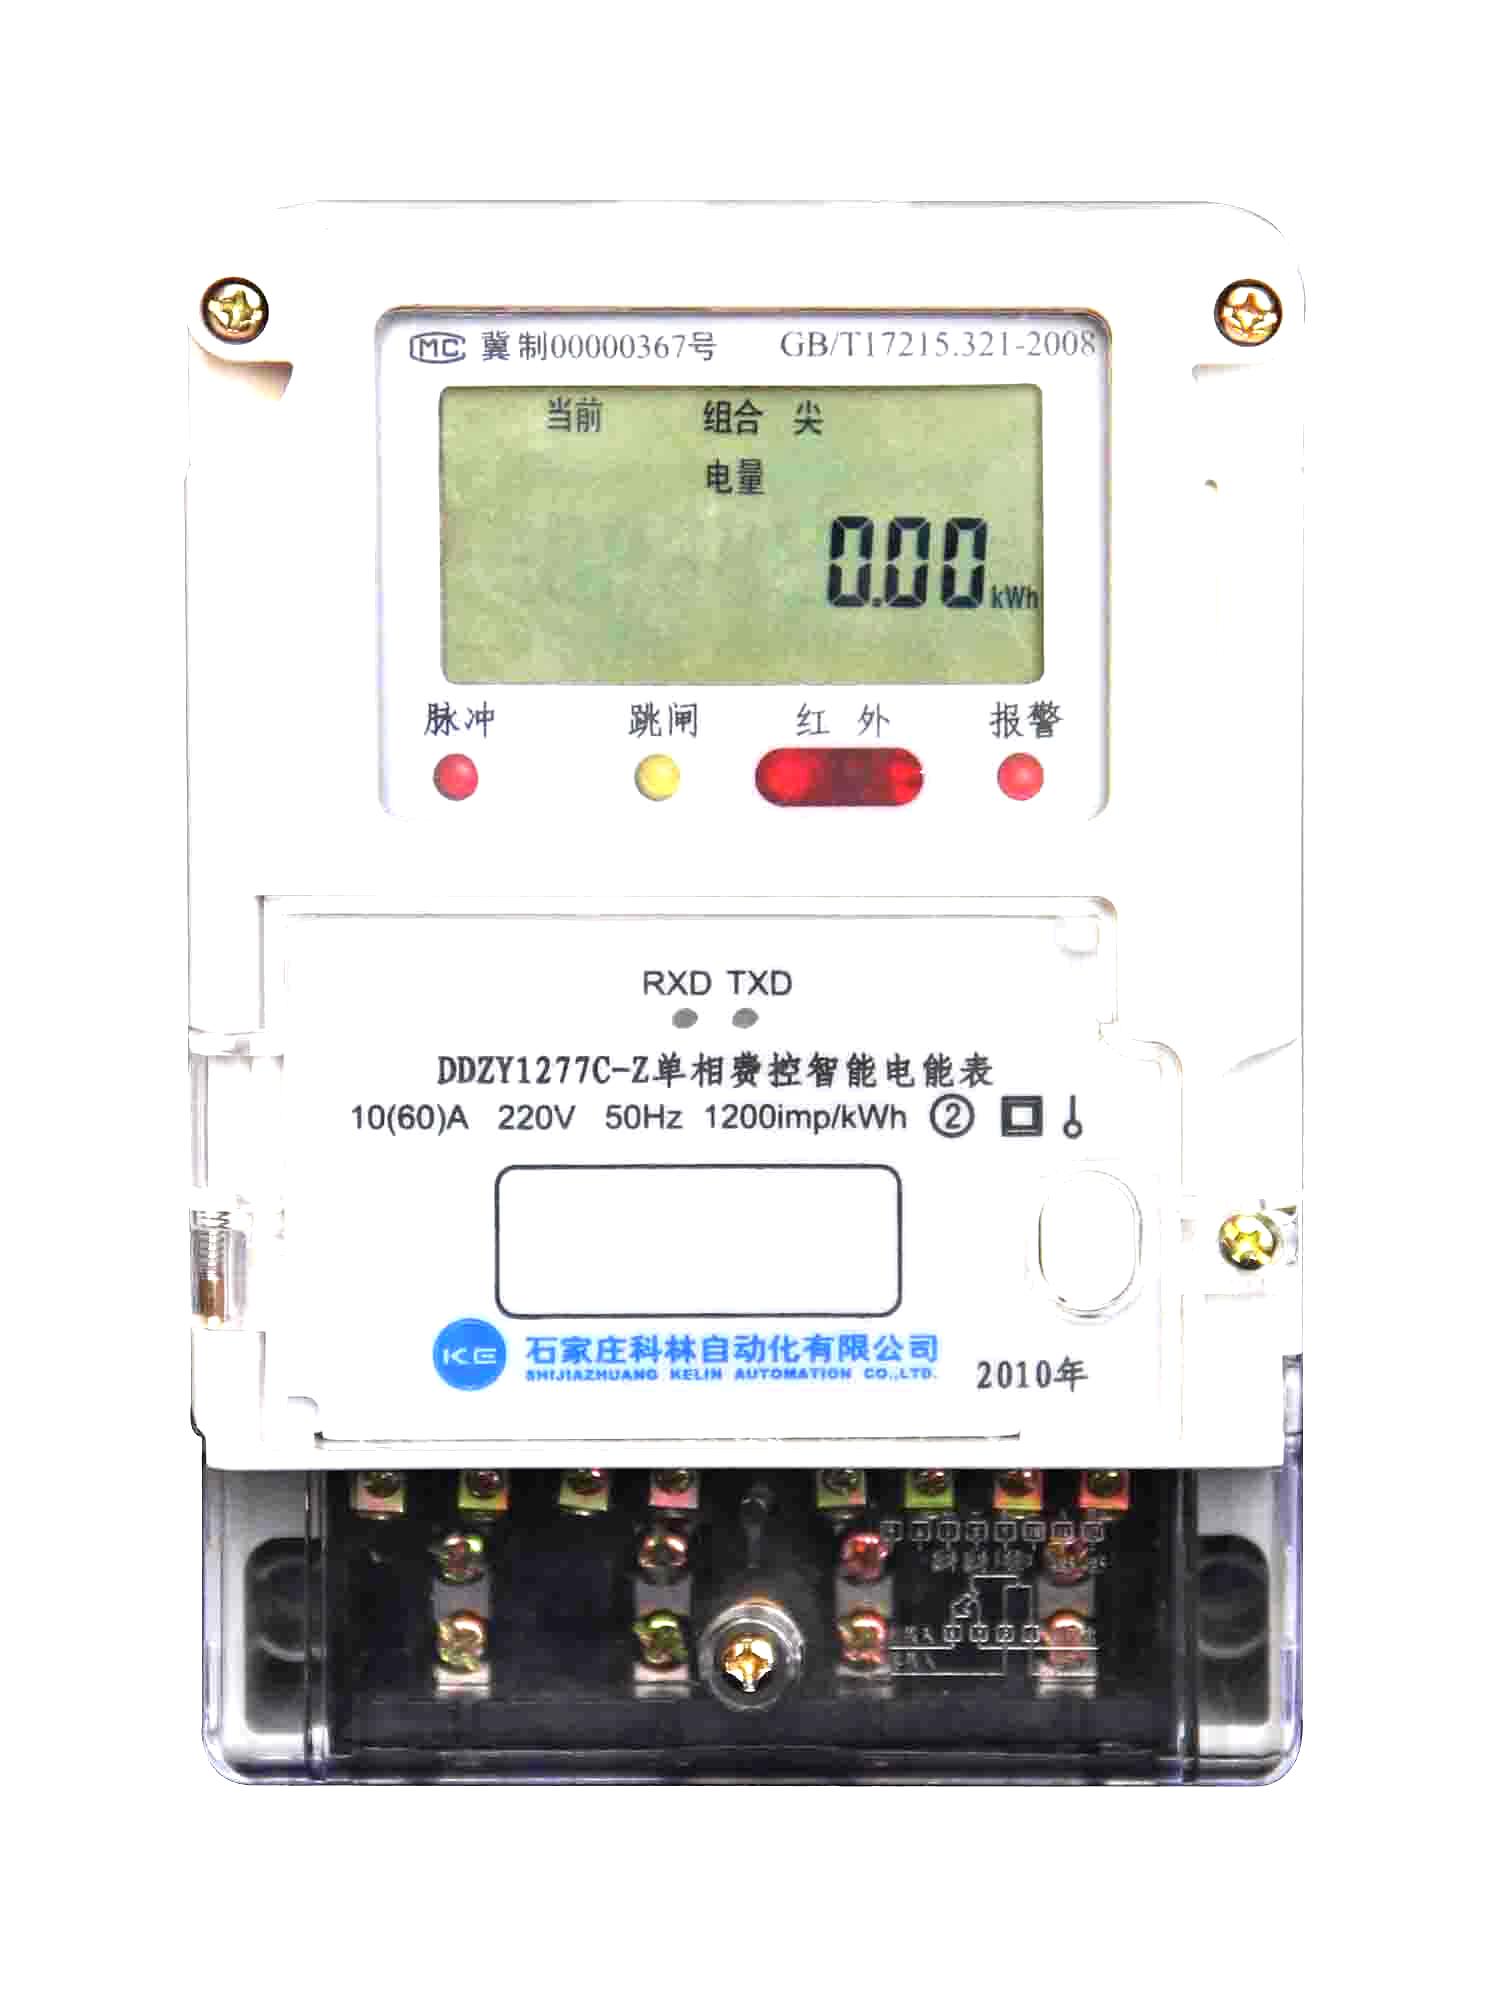 MC 冀制00000367号 GB/T17215.321-2008
当前 组合 尖
电量
0.00 kWh
脉冲 跳闸 红外 报警
RXD TXD
DDZY1277C-Z单相费控智能电能表
10(60)A 220V 50Hz 1200imp/kWh ②
KE 石家庄科林自动化有限公司
SHIJIAZHUANG KELIN AUTOMATION CO.,LTD.
2010年